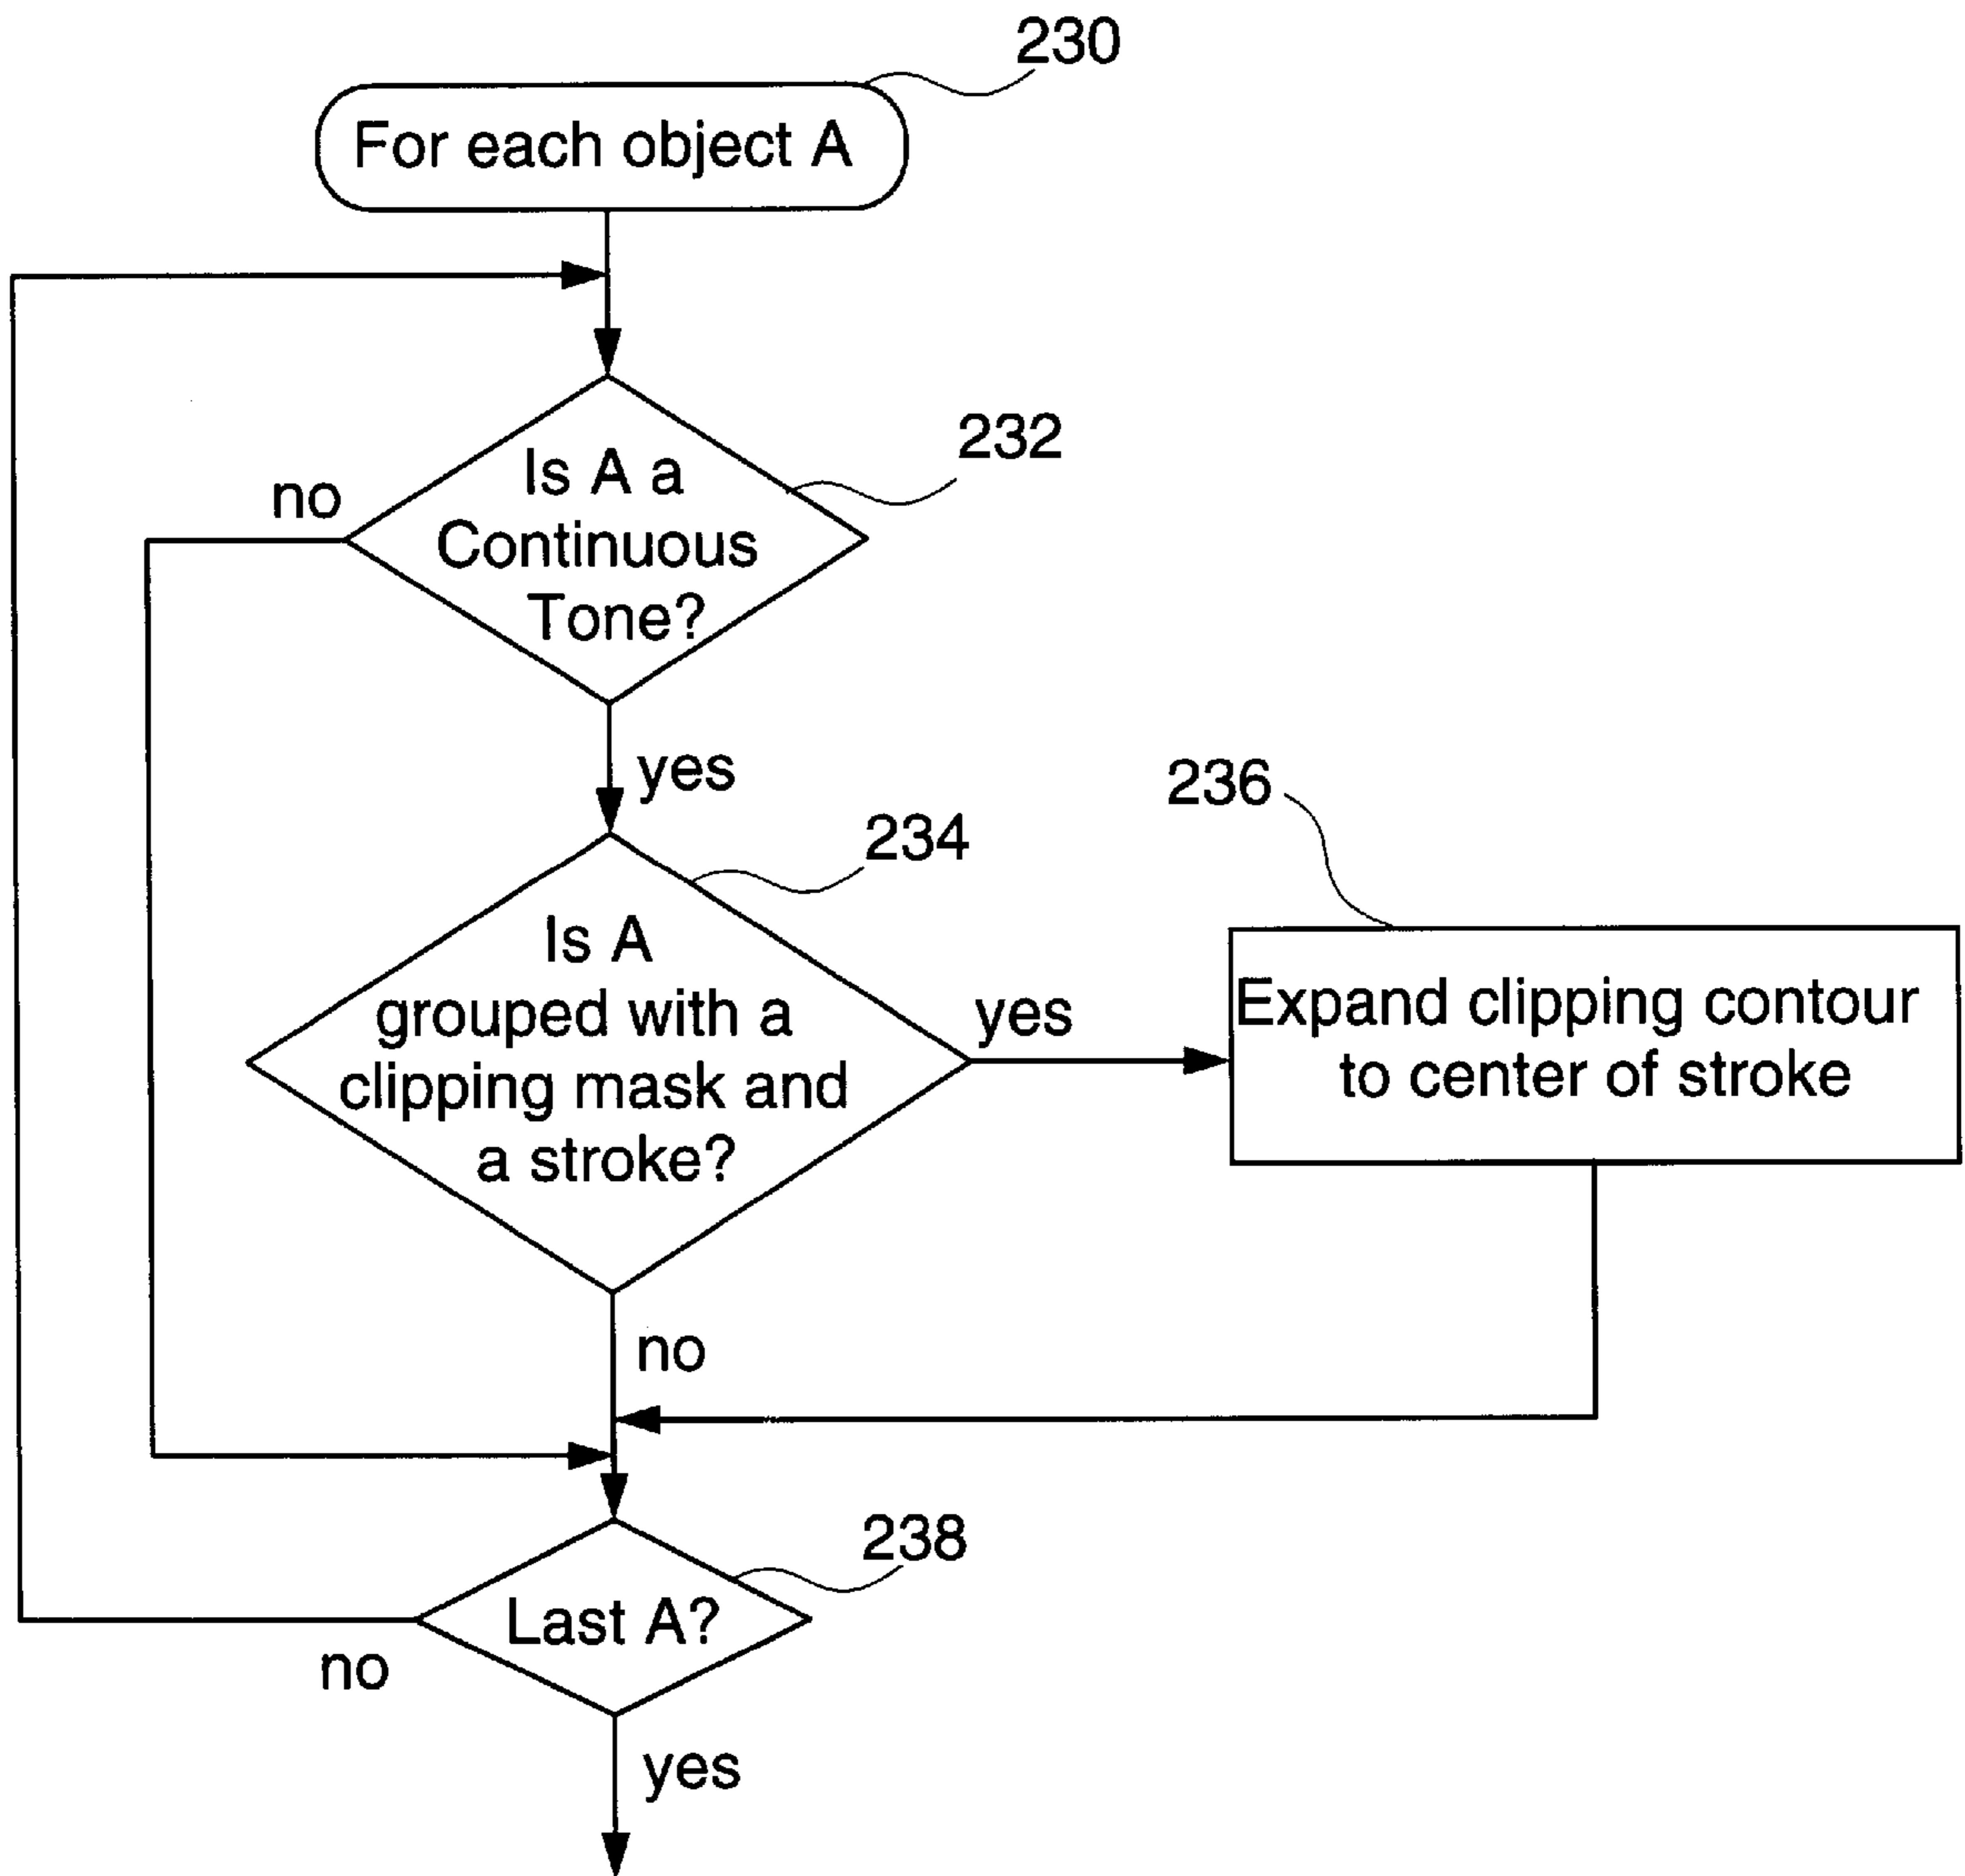 230
For each object A
232
Is A a
Continuous
Tone?
no
yes
236
234
Is A
grouped with a
clipping mask and
a stroke?
yes
Expand clipping contour
to center of stroke
no
238
Last A?
no
yes